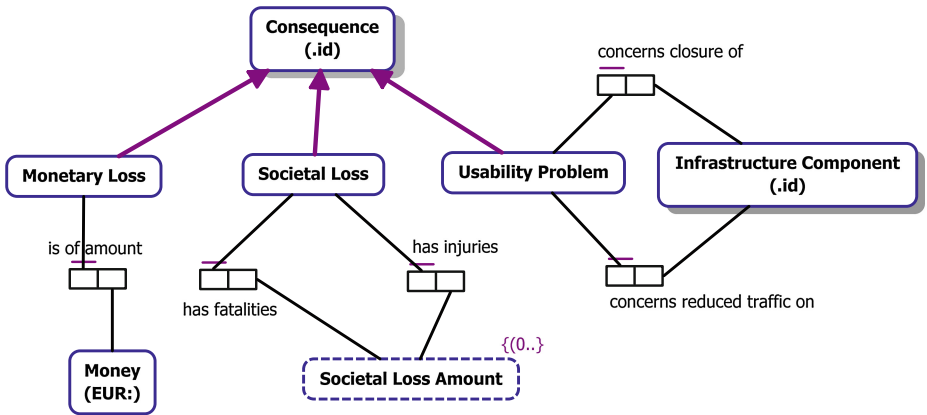 Consequence
(.id)
concerns closure of
Monetary Loss
Societal Loss
Usability Problem
Infrastructure Component
(.id)
is of amount
has injuries
has fatalities
concerns reduced traffic on
{(0..}
Money
(EUR:)
Societal Loss Amount